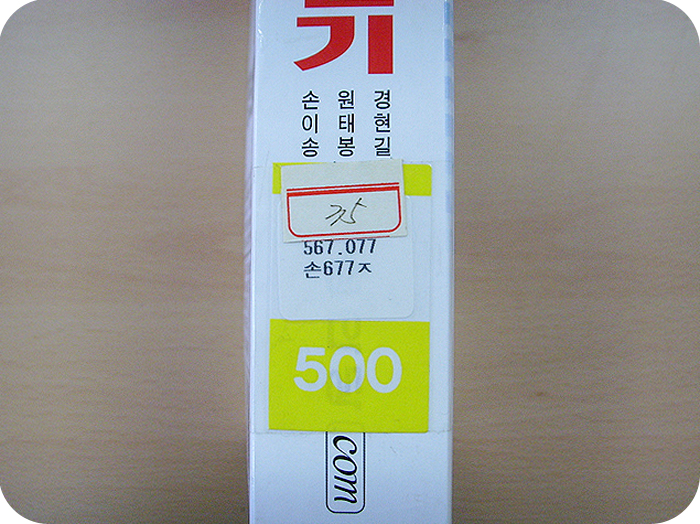 기
손 원 경
이 태 현
송 봉 길
35
567.077
손677ㅈ
500
com